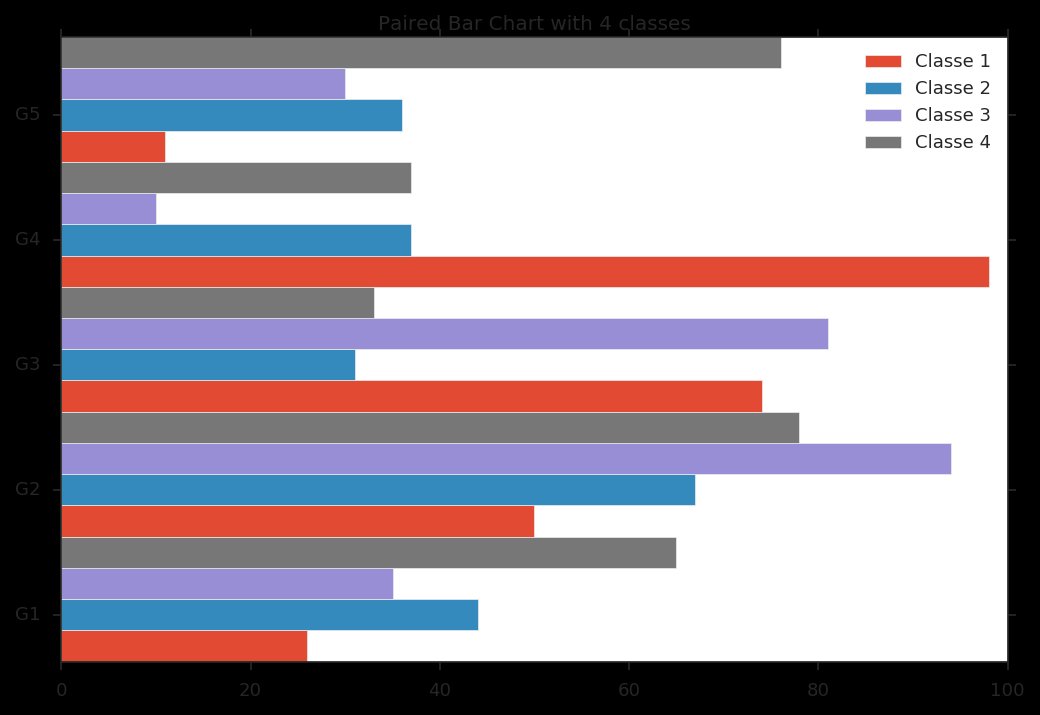 Paired Bar Chart with 4 classes
Classe 1
Classe 2
Classe 3
Classe 4
G5
G4
G3
G2
G1
0 20 40 60 80 100